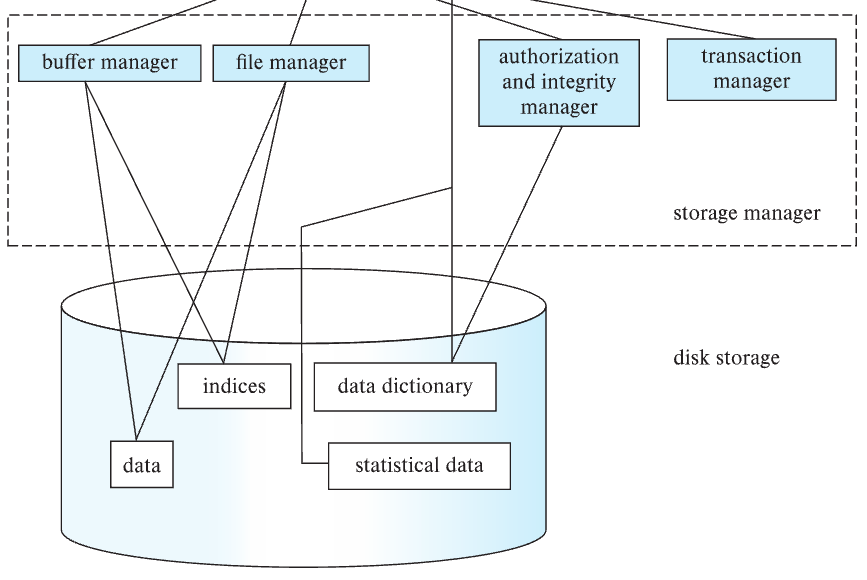 buffer manager
file manager
authorization
and integrity
manager
transaction
manager
storage manager
disk storage
indices
data dictionary
data
statistical data